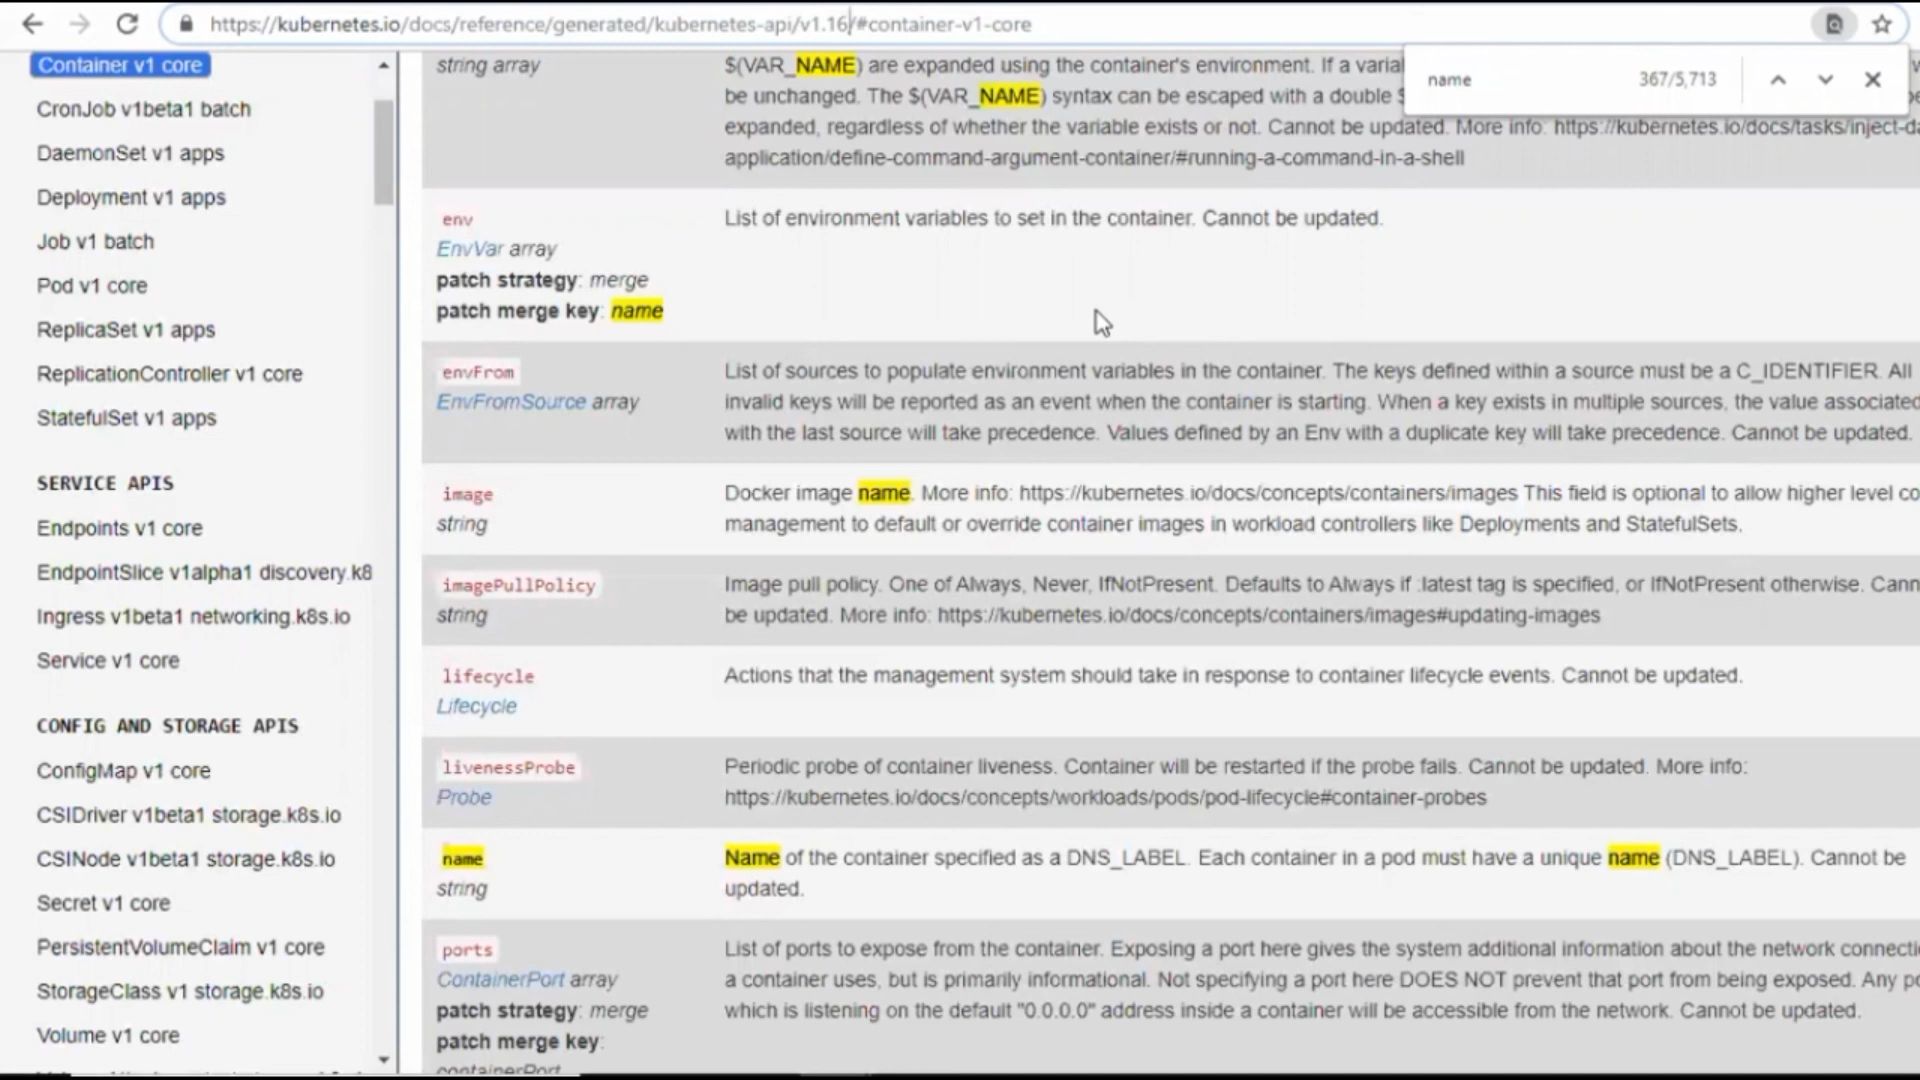 https://kubernetes.io/docs/reference/generated/kubernetes-api/v1.16/#container-v1-core
name 367/5,713
Container v1 core
CronJob v1beta1 batch
DaemonSet v1 apps
Deployment v1 apps
Job v1 batch
Pod v1 core
ReplicaSet v1 apps
ReplicationController v1 core
StatefulSet v1 apps
SERVICE APIS
Endpoints v1 core
EndpointSlice v1alpha1 discovery.k8
Ingress v1beta1 networking.k8s.io
Service v1 core
CONFIG AND STORAGE APIS
ConfigMap v1 core
CSIDriver v1beta1 storage.k8s.io
CSINode v1beta1 storage.k8s.io
Secret v1 core
PersistentVolumeClaim v1 core
StorageClass v1 storage.k8s.io
Volume v1 core
string array
$(VAR_NAME) are expanded using the container's environment. If a
be unchanged. The $(VAR_NAME) syntax can be escaped with a double
expanded, regardless of whether the variable exists or not. Cannot be updated. More info: https://kubernetes.io/docs/tasks/inject-da
application/define-command-argument-container/#running-a-command-in-a-shell
env
EnvVar array
patch strategy: merge
patch merge key: name
List of environment variables to set in the container. Cannot be updated.
envFrom
EnvFromSource array
List of sources to populate environment variables in the container. The keys defined within a source must be a C_IDENTIFIER. All
invalid keys will be reported as an event when the container is starting. When a key exists in multiple sources, the value associated
with the last source will take precedence. Values defined by an Env with a duplicate key will take precedence. Cannot be updated.
image
string
Docker image name. More info: https://kubernetes.io/docs/concepts/containers/images This field is optional to allow higher level co
management to default or override container images in workload controllers like Deployments and StatefulSets.
imagePullPolicy
string
Image pull policy. One of Always, Never, IfNotPresent. Defaults to Always if :latest tag is specified, or IfNotPresent otherwise. Cann
be updated. More info: https://kubernetes.io/docs/concepts/containers/images#updating-images
lifecycle
Lifecycle
Actions that the management system should take in response to container lifecycle events. Cannot be updated.
livenessProbe
Probe
Periodic probe of container liveness. Container will be restarted if the probe fails. Cannot be updated. More info:
https://kubernetes.io/docs/concepts/workloads/pods/pod-lifecycle#container-probes
name
string
Name of the container specified as a DNS_LABEL. Each container in a pod must have a unique name (DNS_LABEL). Cannot be
updated.
ports
ContainerPort array
patch strategy: merge
patch merge key:
containerPort
List of ports to expose from the container. Exposing a port here gives the system additional information about the network connecti
a container uses, but is primarily informational. Not specifying a port here DOES NOT prevent that port from being exposed. Any po
which is listening on the default "0.0.0.0" address inside a container will be accessible from the network. Cannot be updated.